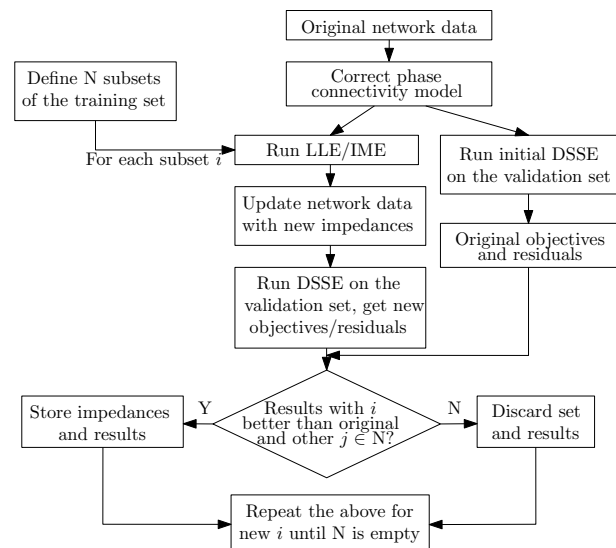 Original network data
Define N subsets
of the training set
Correct phase
connectivity model
For each subset i
Run LLE/IME
Run initial DSSE
on the validation set
Update network data
with new impedances
Original objectives
and residuals
Run DSSE on the
validation set, get new
objectives/residuals
Y
Results with i
better than original
and other j ∈ N?
N
Store impedances
and results
Discard set
and results
Repeat the above for
new i until N is empty